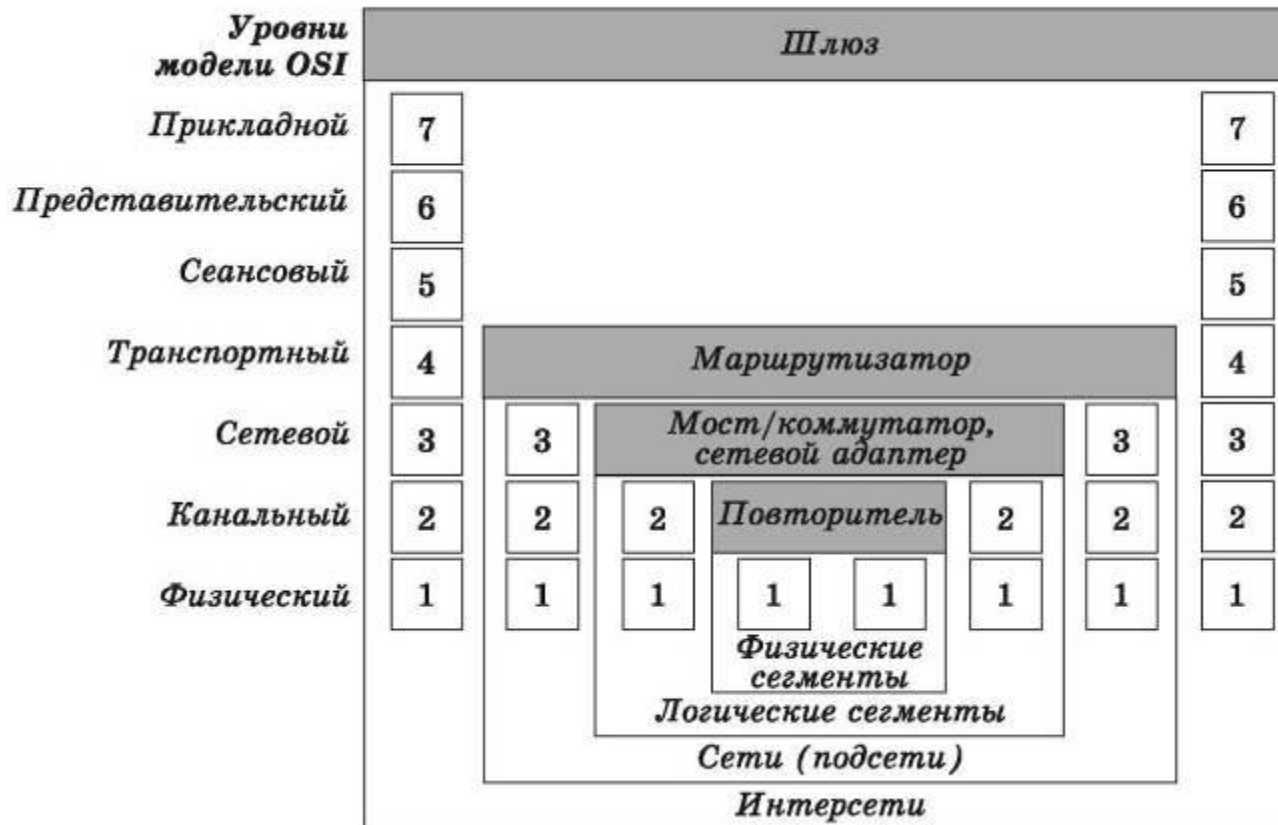 Уровни
модели OSI
Шлюз
Прикладной 7 7
Представительский 6 6
Сеансовый 5 5
Транспортный 4 Маршрутизатор 4
Сетевой 3 3 Мост/коммутатор, 3 3
сетевой адаптер
Канальный 2 2 2 Повторитель 2 2 2
Физический 1 1 1 1 1 1 1 1
Физические
сегменты
Логические сегменты
Сети (подсети)
Интерсети